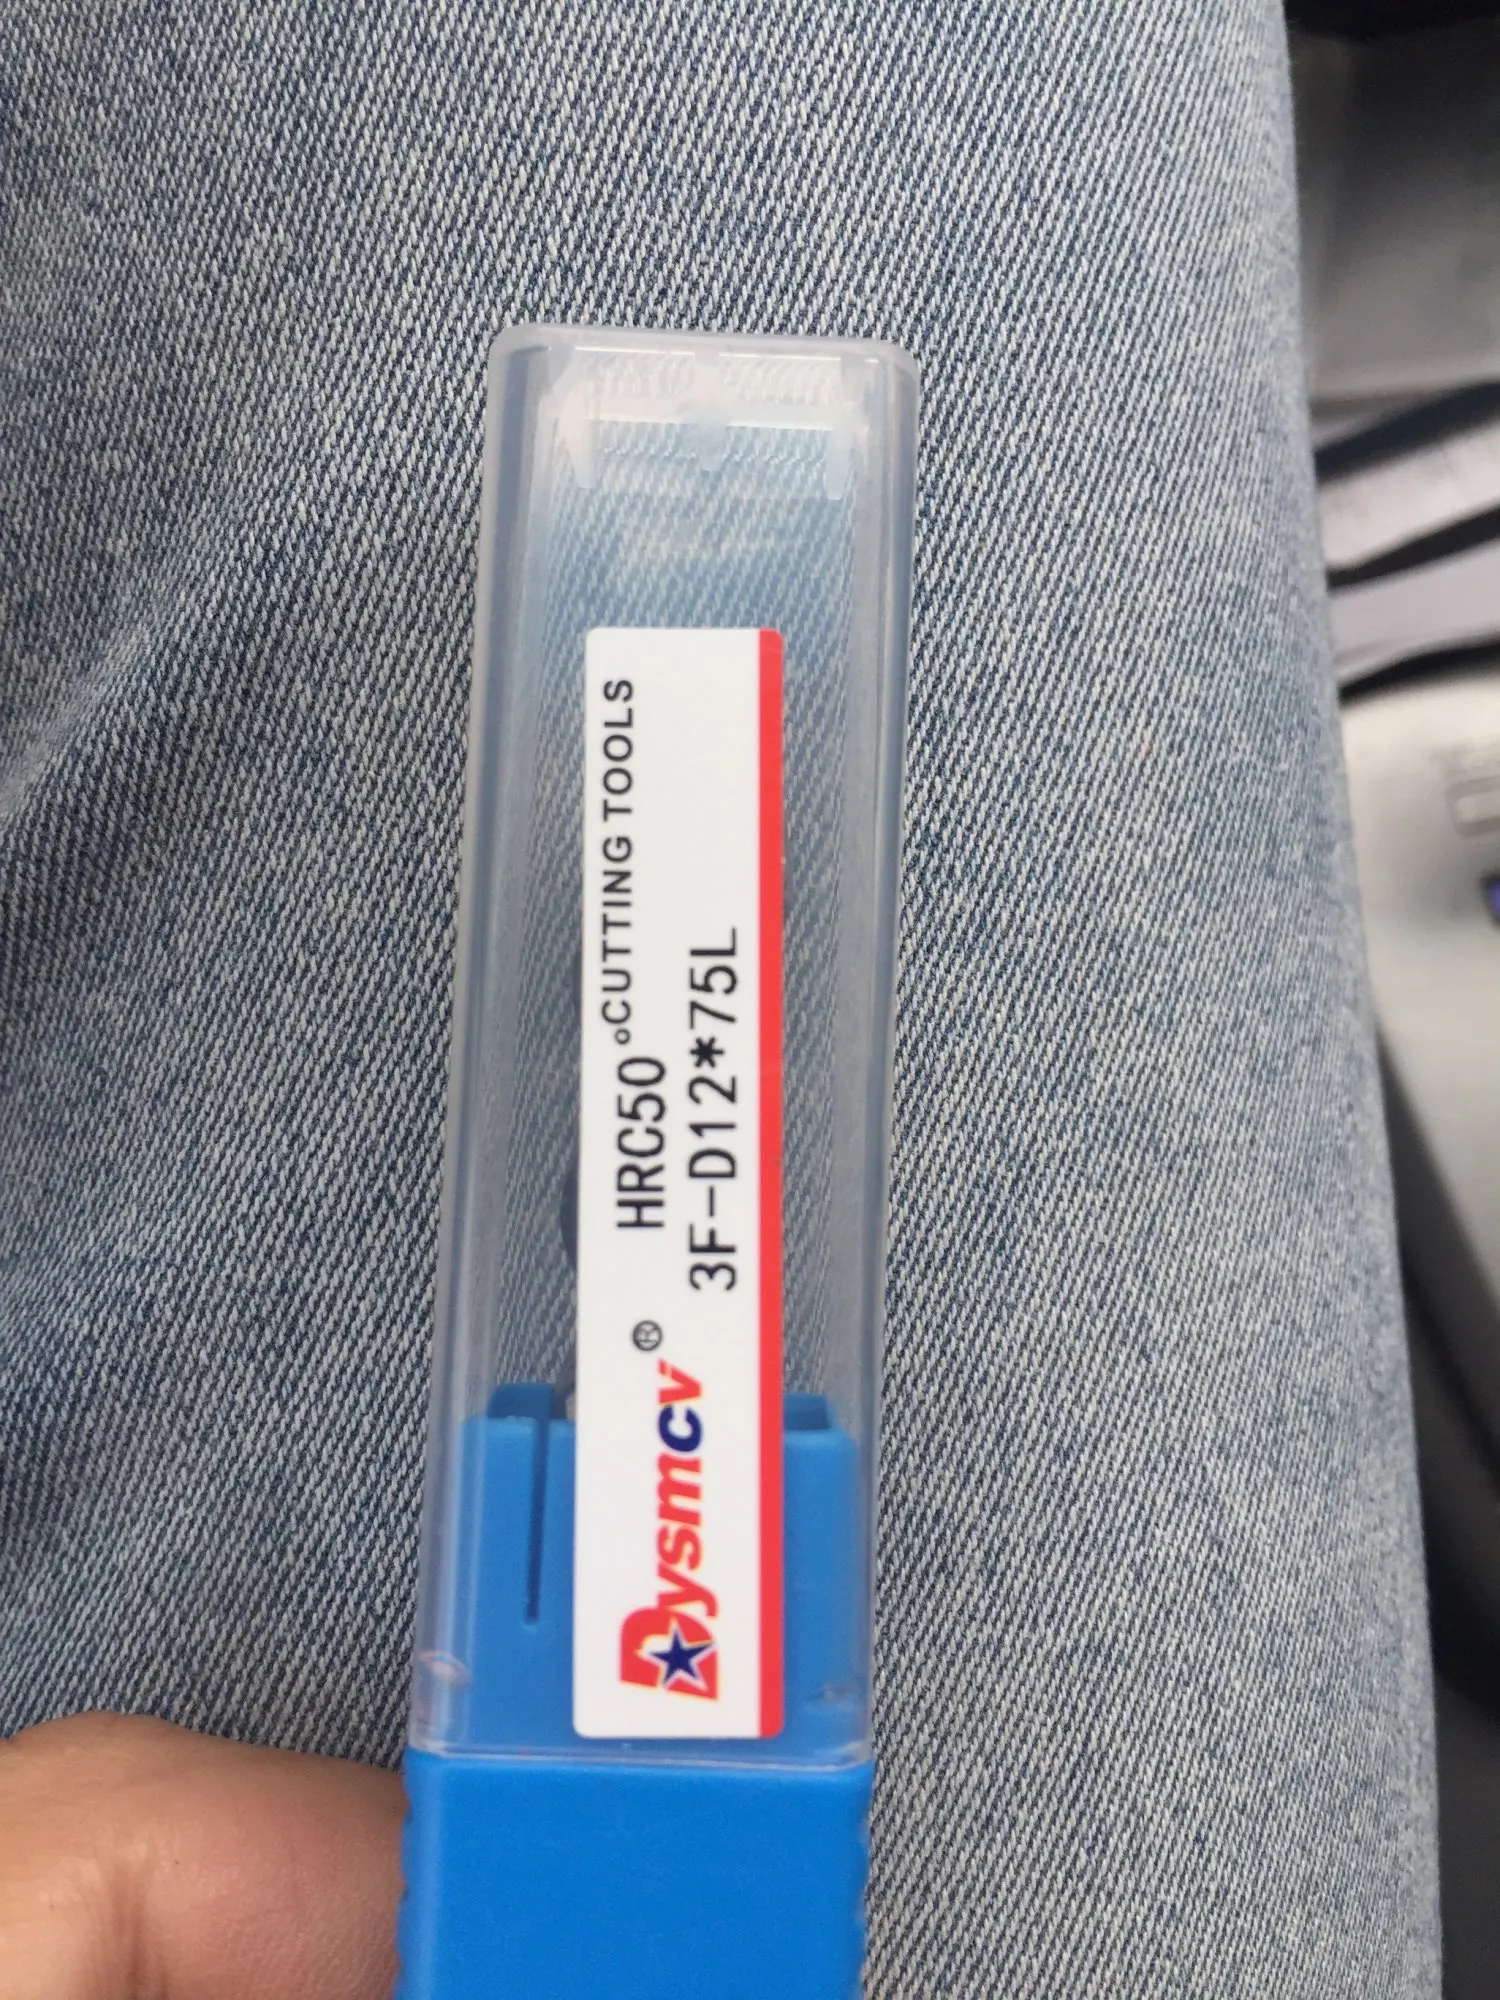 Dysmcv®
HRC50°CUTTING TOOLS
3F-D12*75L